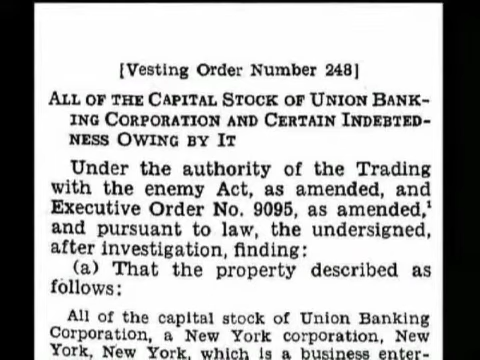 [Vesting Order Number 248]
ALL OF THE CAPITAL STOCK OF UNION BANK-
ING CORPORATION AND CERTAIN INDEBTED-
NESS OWING BY IT
Under the authority of the Trading
with the enemy Act, as amended, and
Executive Order No. 9095, as amended,¹
and pursuant to law, the undersigned,
after investigation, finding:
(a) That the property described as
follows:
All of the capital stock of Union Banking
Corporation, a New York corporation, New
York, New York, which is a business enter-